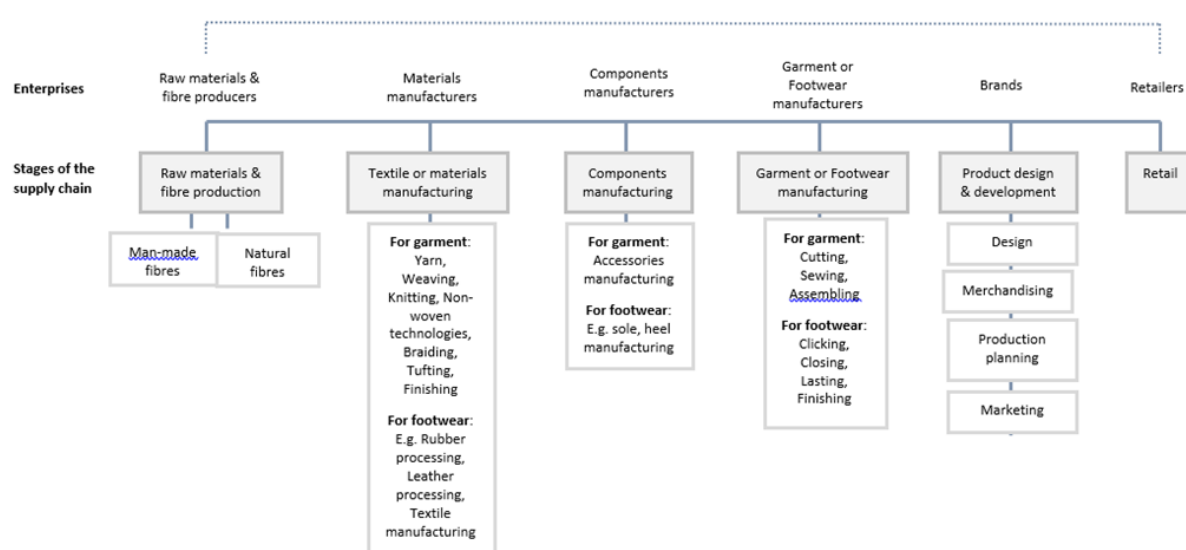 Enterprises
Raw materials &
fibre producers
Materials
manufacturers
Components
manufacturers
Garment or
Footwear
manufacturers
Brands
Retailers
Stages of the
supply chain
Raw materials &
fibre production
Textile or materials
manufacturing
Components
manufacturing
Garment or Footwear
manufacturing
Product design
& development
Retail
Man-made
fibres
Natural
fibres
For garment:
Yarn,
Weaving,
Knitting, Non-
woven
technologies,
Braiding,
Tufting,
Finishing
For footwear:
E.g. Rubber
processing,
Leather
processing,
Textile
manufacturing
For garment:
Accessories
manufacturing
For footwear:
E.g. sole, heel
manufacturing
For garment:
Cutting,
Sewing,
Assembling
For footwear:
Clicking,
Closing,
Lasting,
Finishing
Design
Merchandising
Production
planning
Marketing